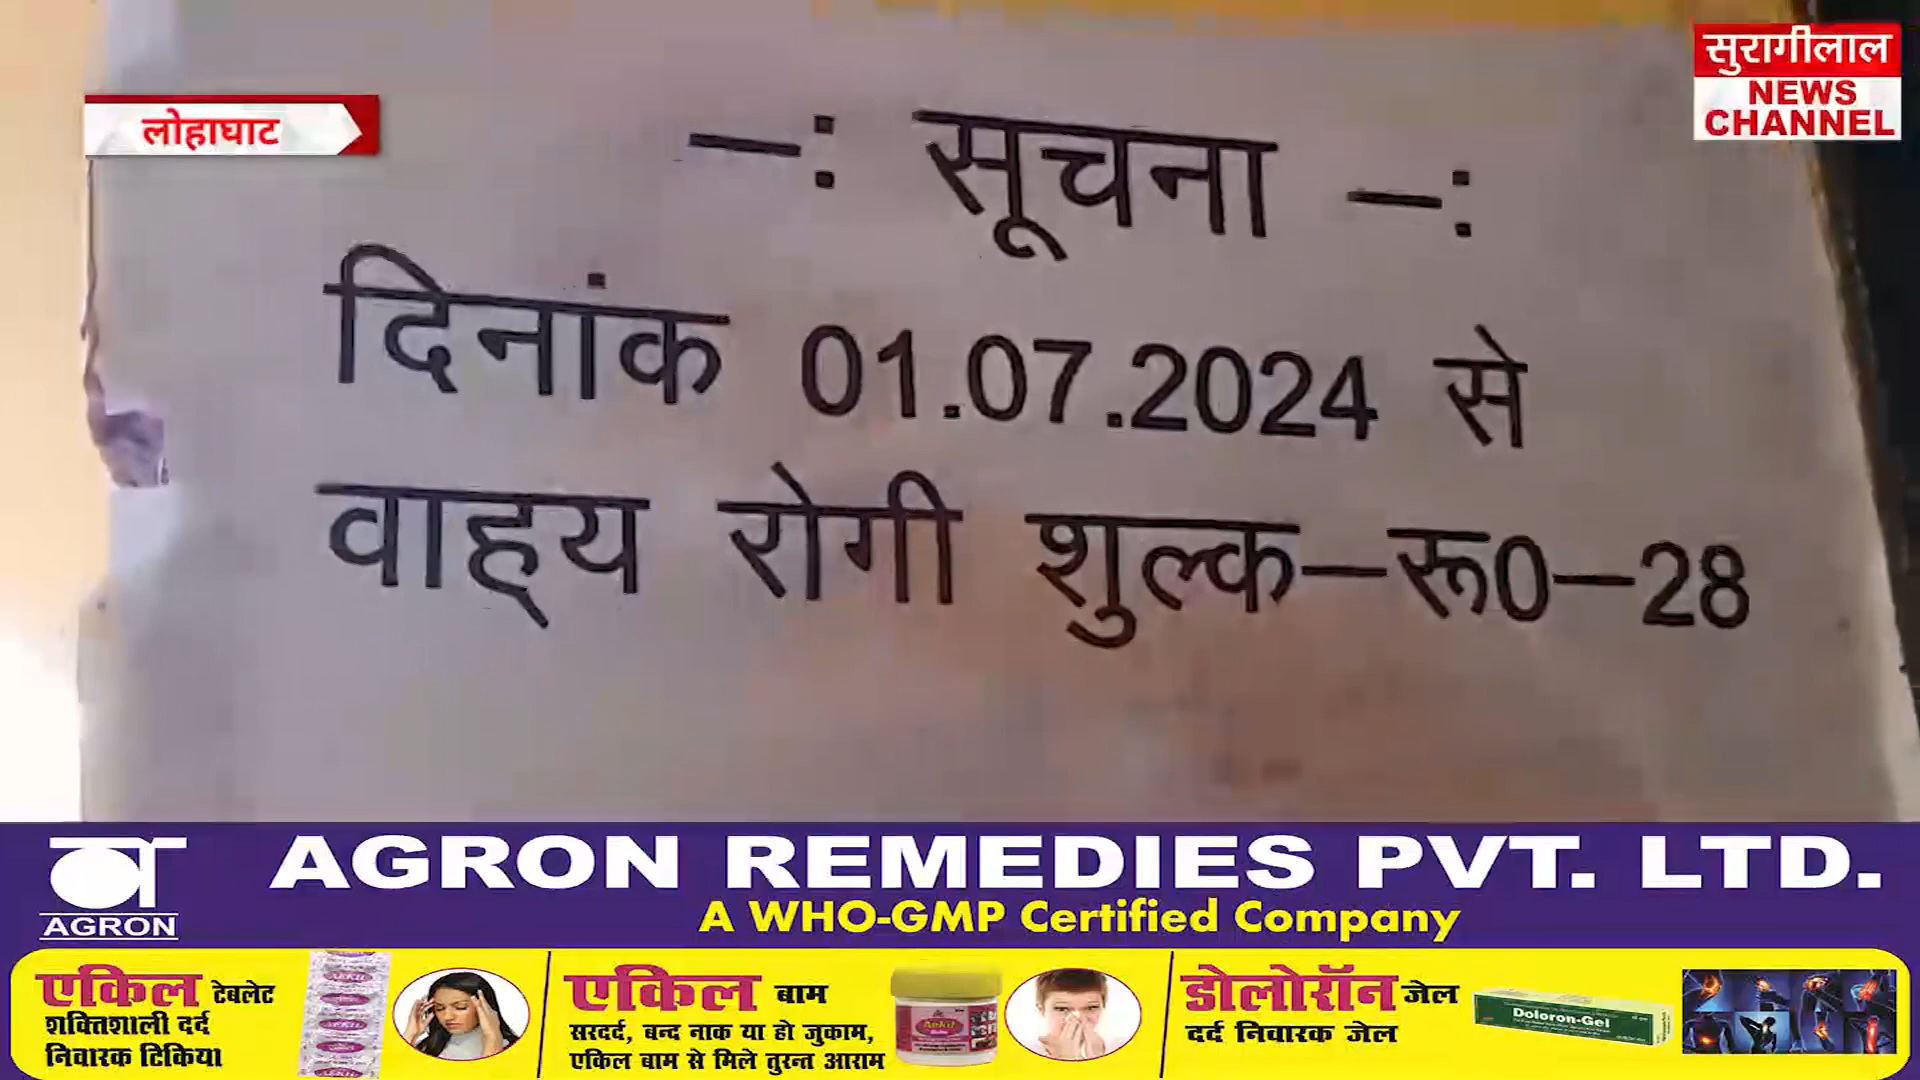 लोहाघाट
सुरागीलाल
NEWS
CHANNEL
–: सूचना –:
दिनांक 01.07.2024 से
वाह्य रोगी शुल्क–रू0–28
AGRON
AGRON REMEDIES PVT. LTD.
A WHO-GMP Certified Company
एकिल टेबलेट
शक्तिशाली दर्द
निवारक टिकिया
एकिल बाम
सरदर्द, बन्द नाक या हो जुकाम,
एकिल बाम से मिले तुरन्त आराम
डोलोरॉन जेल
दर्द निवारक जेल
Doloron-Gel